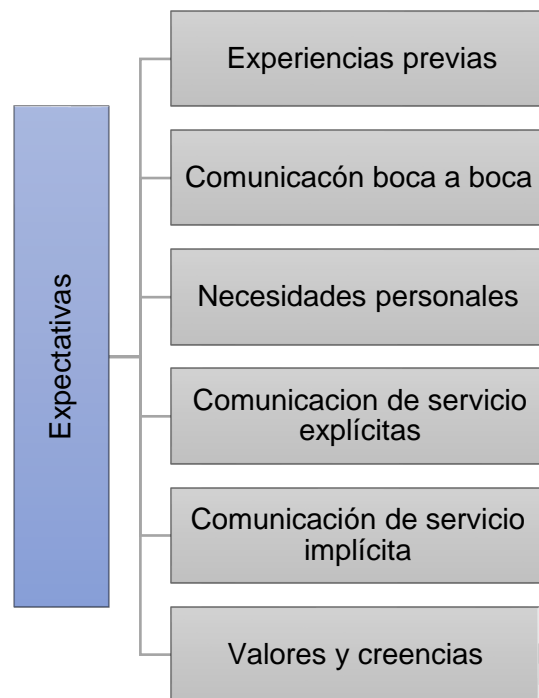 Expectativas
Experiencias previas
Comunicacón boca a boca
Necesidades personales
Comunicacion de servicio
explícitas
Comunicación de servicio
implícita
Valores y creencias